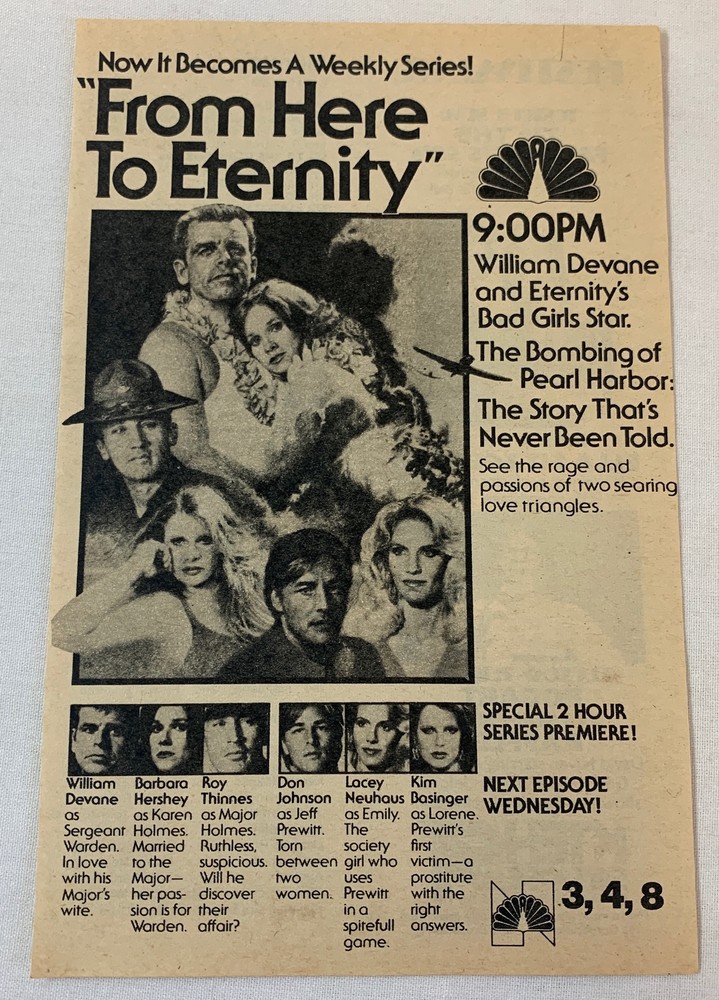 Now It Becomes A Weekly Series!
"From Here
To Eternity"
9:00PM
William Devane
and Eternity's
Bad Girls Star.
The Bombing of
Pearl Harbor:
The Story That's
Never Been Told.
See the rage and
passions of two searing
love triangles.
William
Devane
as
Sergeant
Warden.
In love
with his
Major's
wife.
Barbara
Hershey
as Karen
Holmes.
Married
to the
Major—
her pas-
sion is for
Warden.
Roy
Thinnes
as Major
Holmes.
Ruthless,
suspicious.
Will he
discover
their
affair?
Don
Johnson
as Jeff
Prewitt.
Torn
between
two
women.
Lacey
Neuhaus
as Emily.
The
society
girl who
uses
Prewitt
in a
spitefull
game.
Kim
Basinger
as Lorene.
Prewitt's
first
victim—a
prostitute
with the
right
answers.
SPECIAL 2 HOUR
SERIES PREMIERE!
NEXT EPISODE
WEDNESDAY!
3, 4, 8